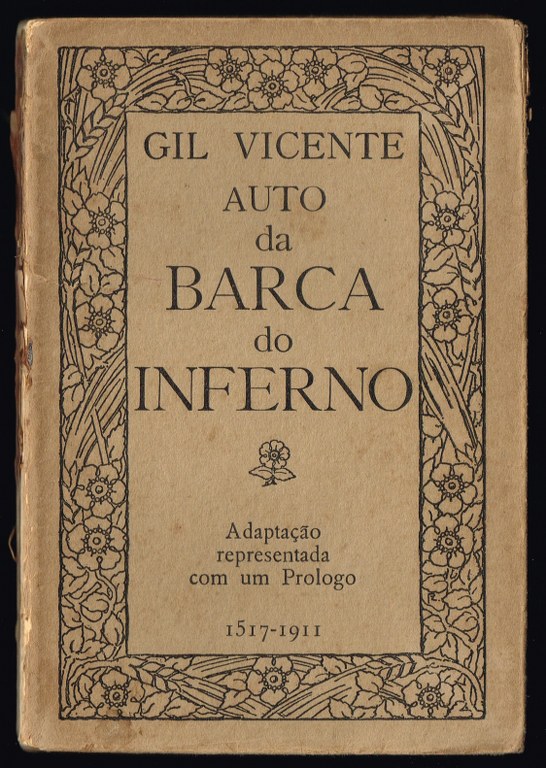 GIL VICENTE
AUTO
da
BARCA
do
INFERNO
Adaptação
representada
com um Prologo
1517-1911